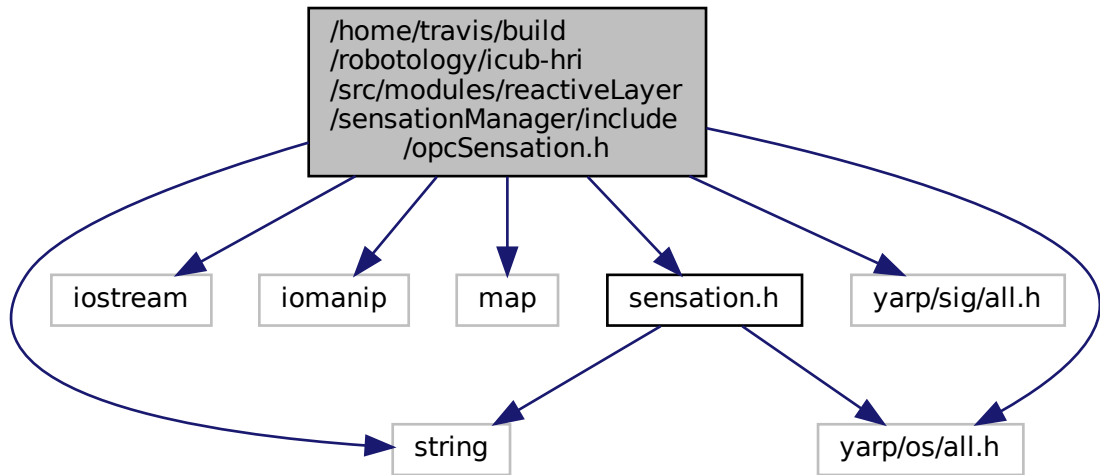 /home/travis/build
/robotology/icub-hri
/src/modules/reactiveLayer
/sensationManager/include
/opcSensation.h
iostream
iomanip
map
sensation.h
yarp/sig/all.h
string
yarp/os/all.h